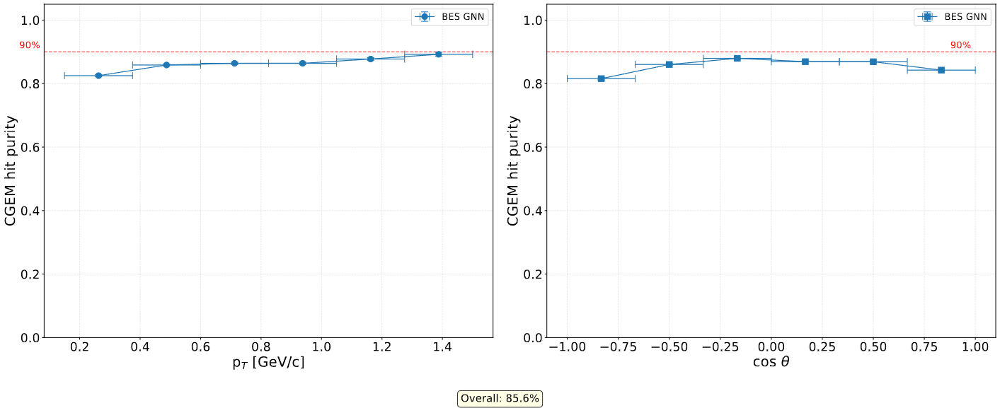 1.0
0.8
0.6
0.4
0.2
0.0
90%
BES GNN
CGEM hit purity
0.2 0.4 0.6 0.8 1.0 1.2 1.4
p_T [GeV/c]
1.0
0.8
0.6
0.4
0.2
0.0
90%
BES GNN
CGEM hit purity
−1.00 −0.75 −0.50 −0.25 0.00 0.25 0.50 0.75 1.00
cos θ
Overall: 85.6%